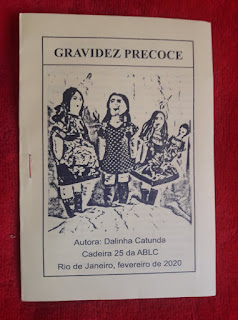 GRAVIDEZ PRECOCE
Autora: Dalinha Catunda
Cadeira 25 da ABLC
Rio de Janeiro, fevereiro de 2020